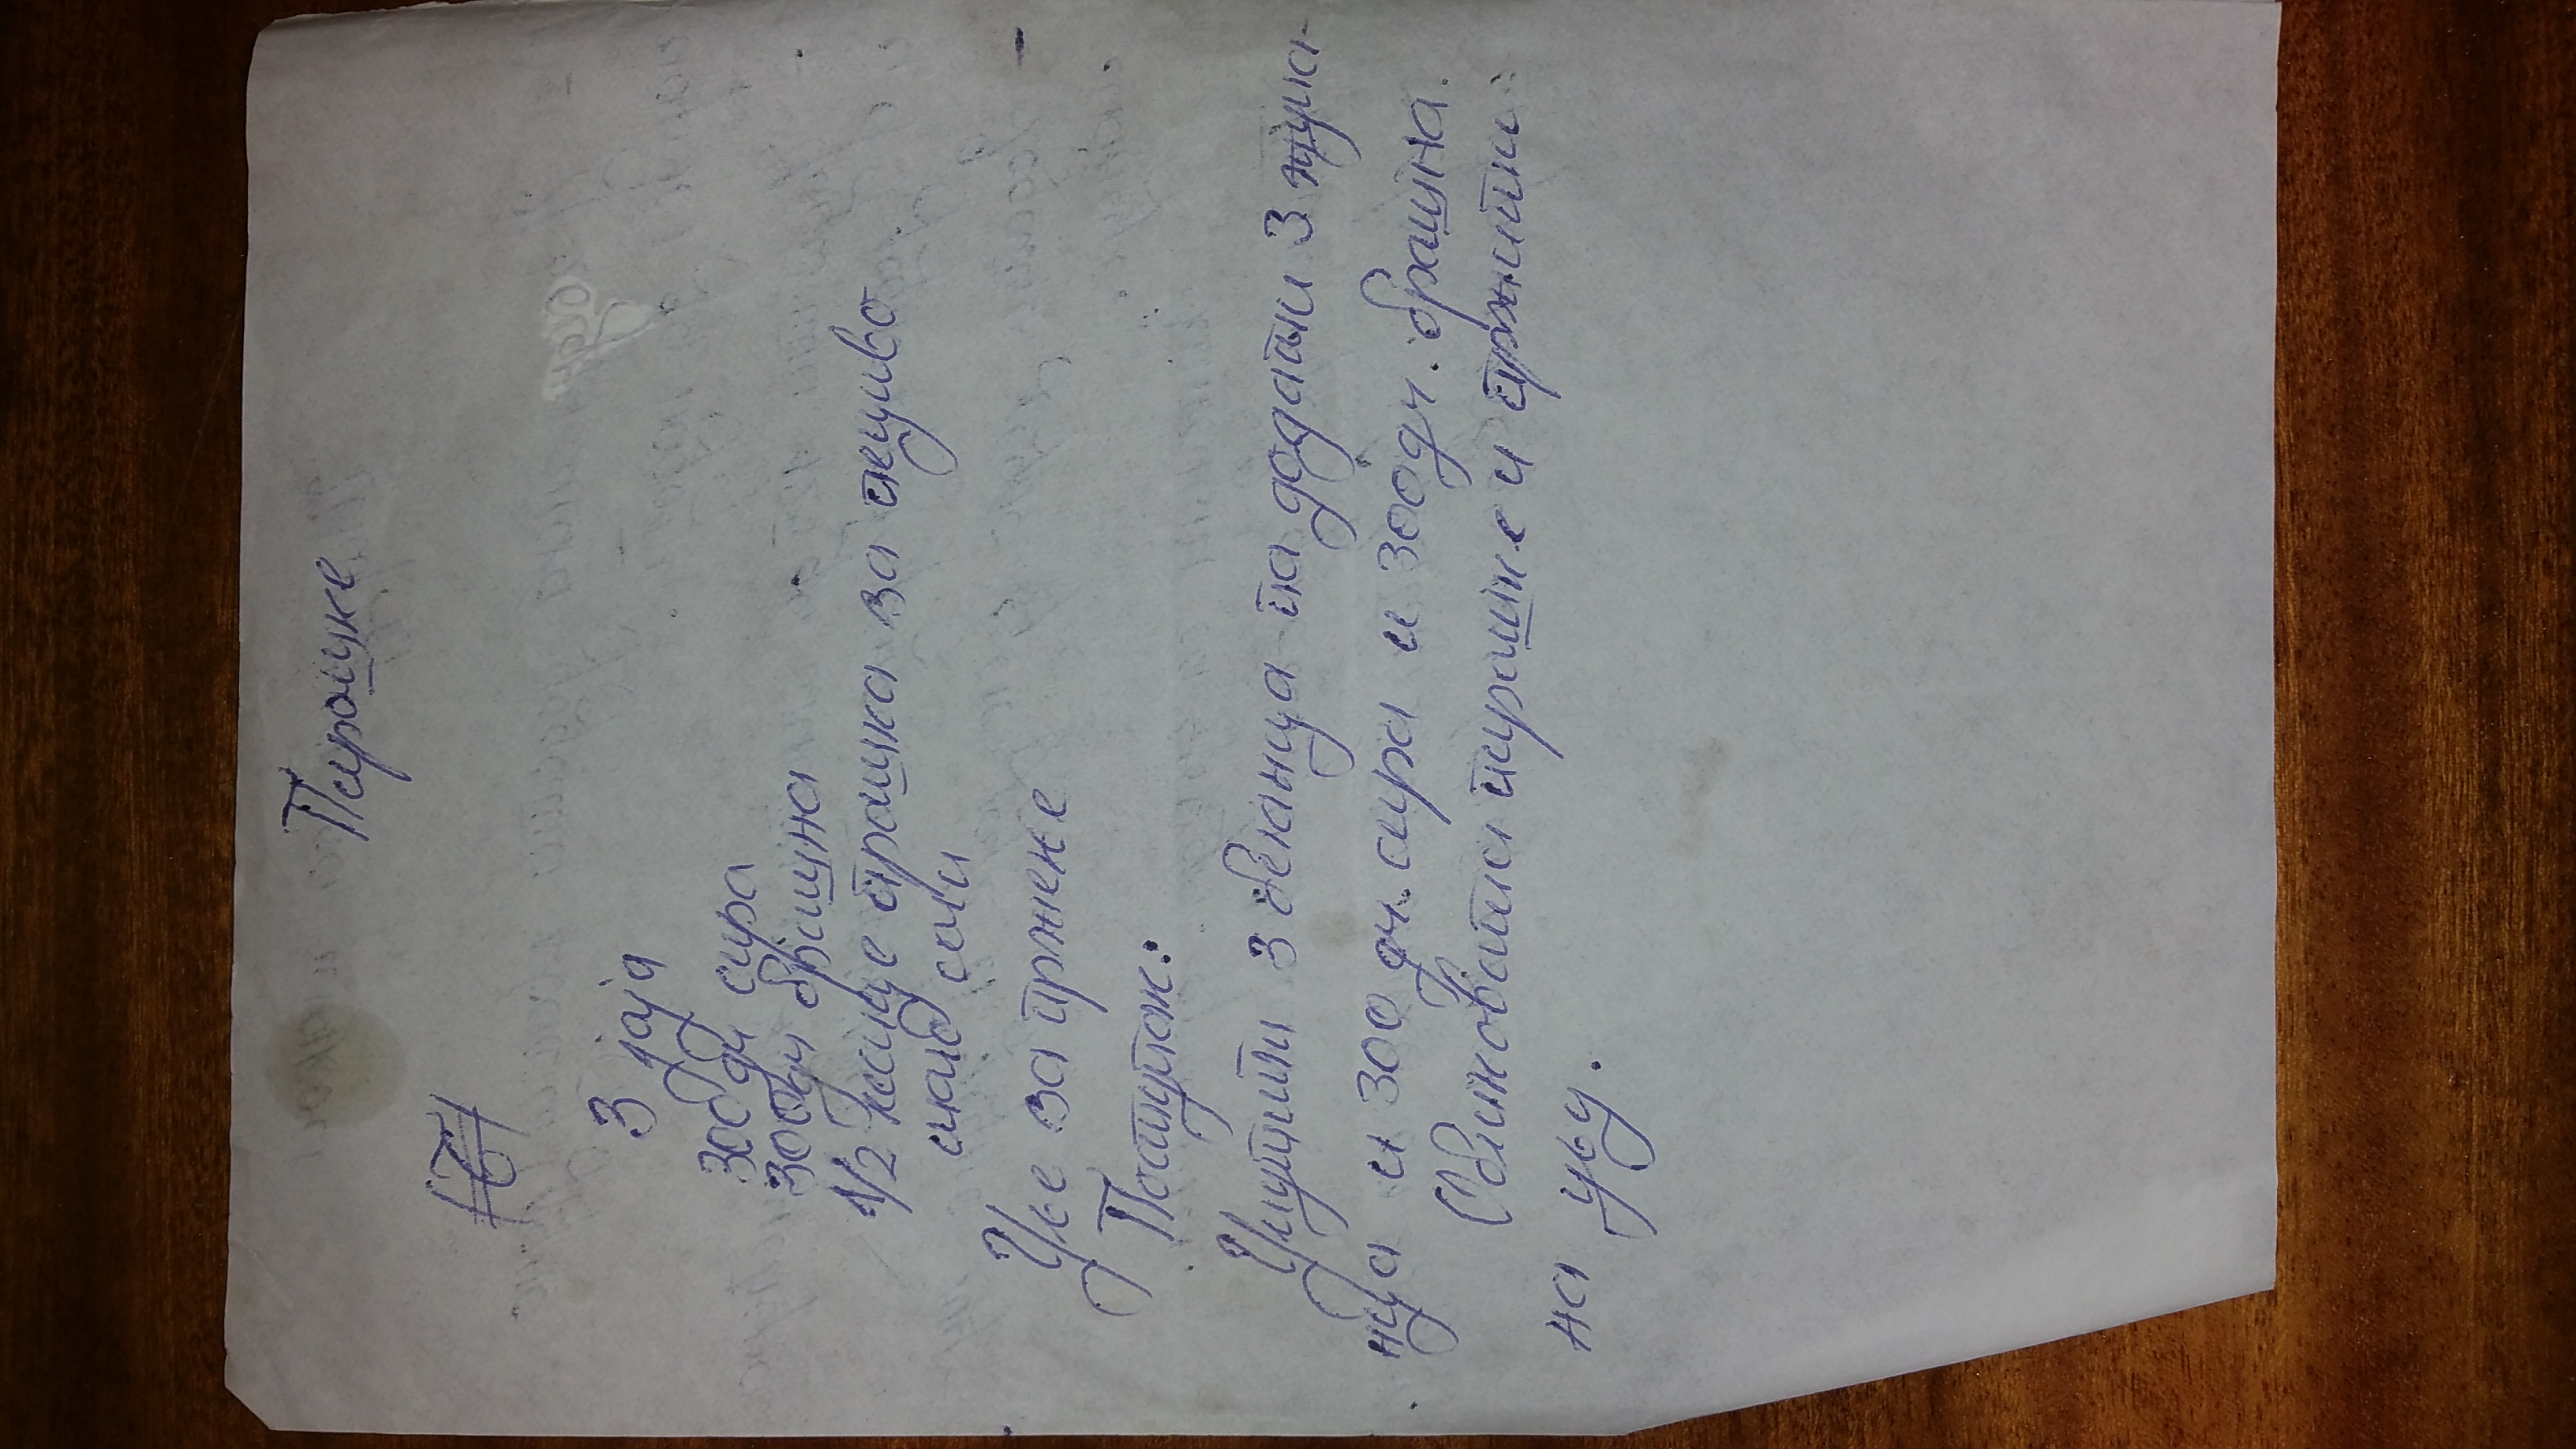 Пирошке
3 јаја
300 гр сира
300 гр брашна
1/2 кесице прашка за пециво
мало соли
Уље за пржење
Поступак:
Умутити 3 беланца па додати 3 жума-
нца и 300 гр. сира и 300 гр. брашна.
Обликовати пирошке и пржити
на уљу.